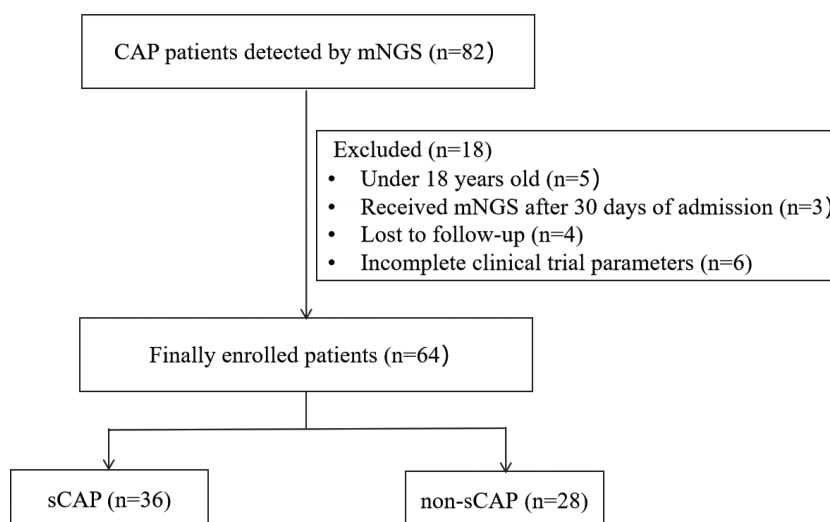 CAP patients detected by mNGS (n=82)
Excluded (n=18)
• Under 18 years old (n=5)
• Received mNGS after 30 days of admission (n=3)
• Lost to follow-up (n=4)
• Incomplete clinical trial parameters (n=6)
Finally enrolled patients (n=64)
sCAP (n=36)
non-sCAP (n=28)